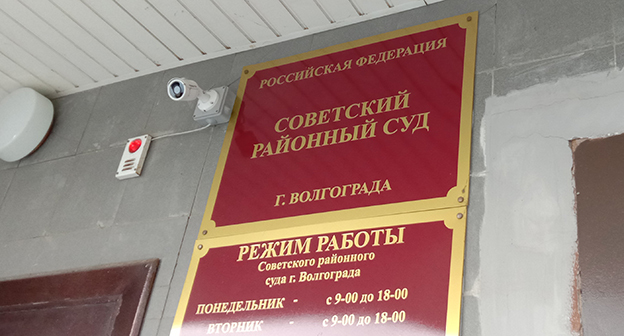 РОССИЙСКАЯ ФЕДЕРАЦИЯ
СОВЕТСКИЙ
РАЙОННЫЙ СУД
Г. ВОЛГОГРАДА
РЕЖИМ РАБОТЫ
Советского районного
суда г. Волгограда
ПОНЕДЕЛЬНИК - с 9-00 до 18-00
ВТОРНИК - с 9-00 до 18-00